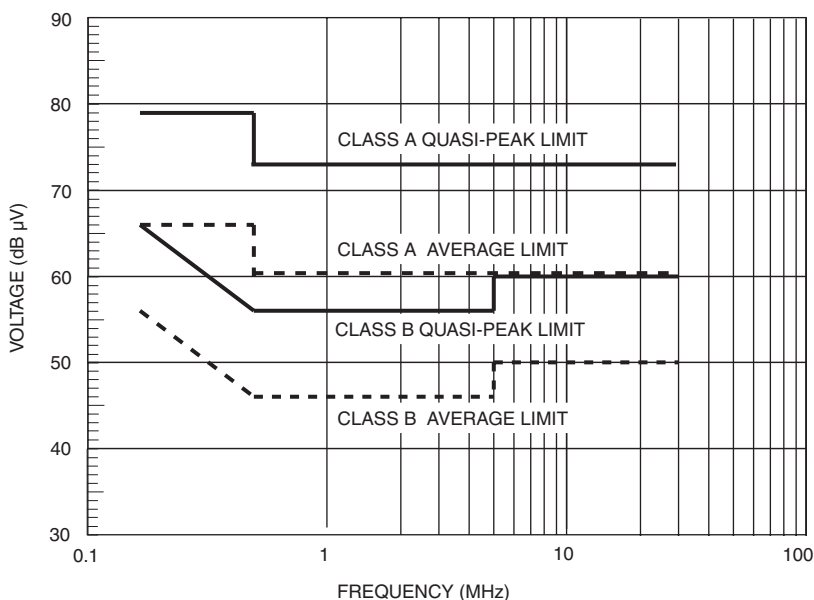 90
80
70
60
50
40
30
VOLTAGE (dB µV)
CLASS A QUASI-PEAK LIMIT
CLASS A AVERAGE LIMIT
CLASS B QUASI-PEAK LIMIT
CLASS B AVERAGE LIMIT
0.1 1 10 100
FREQUENCY (MHz)